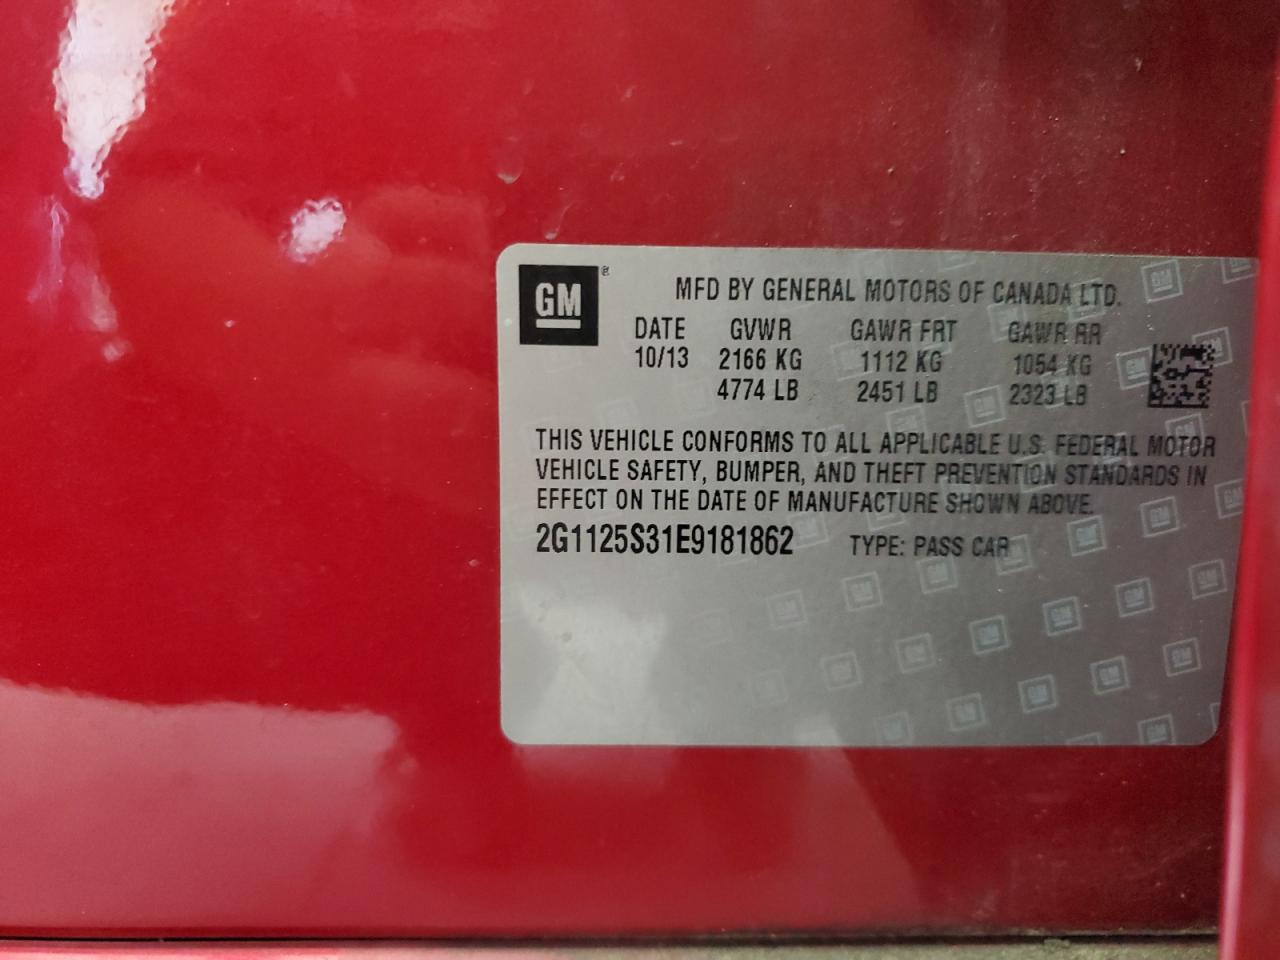 GM®
MFD BY GENERAL MOTORS OF CANADA LTD.
DATE GVWR GAWR FRT GAWR RR
10/13 2166 KG 1112 KG 1054 KG
4774 LB 2451 LB 2323 LB
THIS VEHICLE CONFORMS TO ALL APPLICABLE U.S. FEDERAL MOTOR
VEHICLE SAFETY, BUMPER, AND THEFT PREVENTION STANDARDS IN
EFFECT ON THE DATE OF MANUFACTURE SHOWN ABOVE.
2G1125S31E9181862 TYPE: PASS CAR